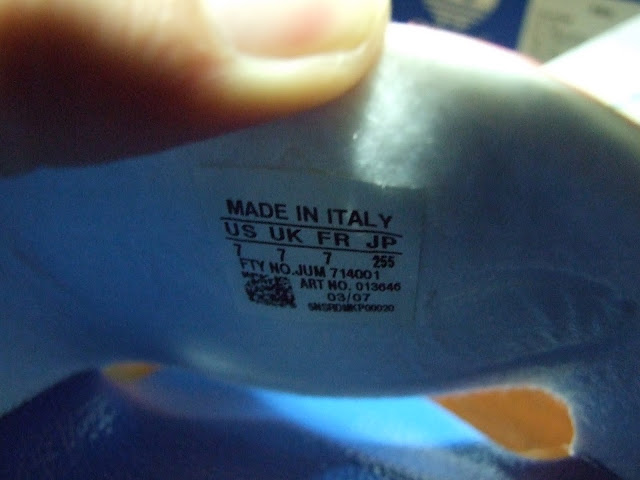 MADE IN ITALY
US UK FR JP
7 7 7 255
FTY NO.JUM 714001
ART NO. 013646
03/07